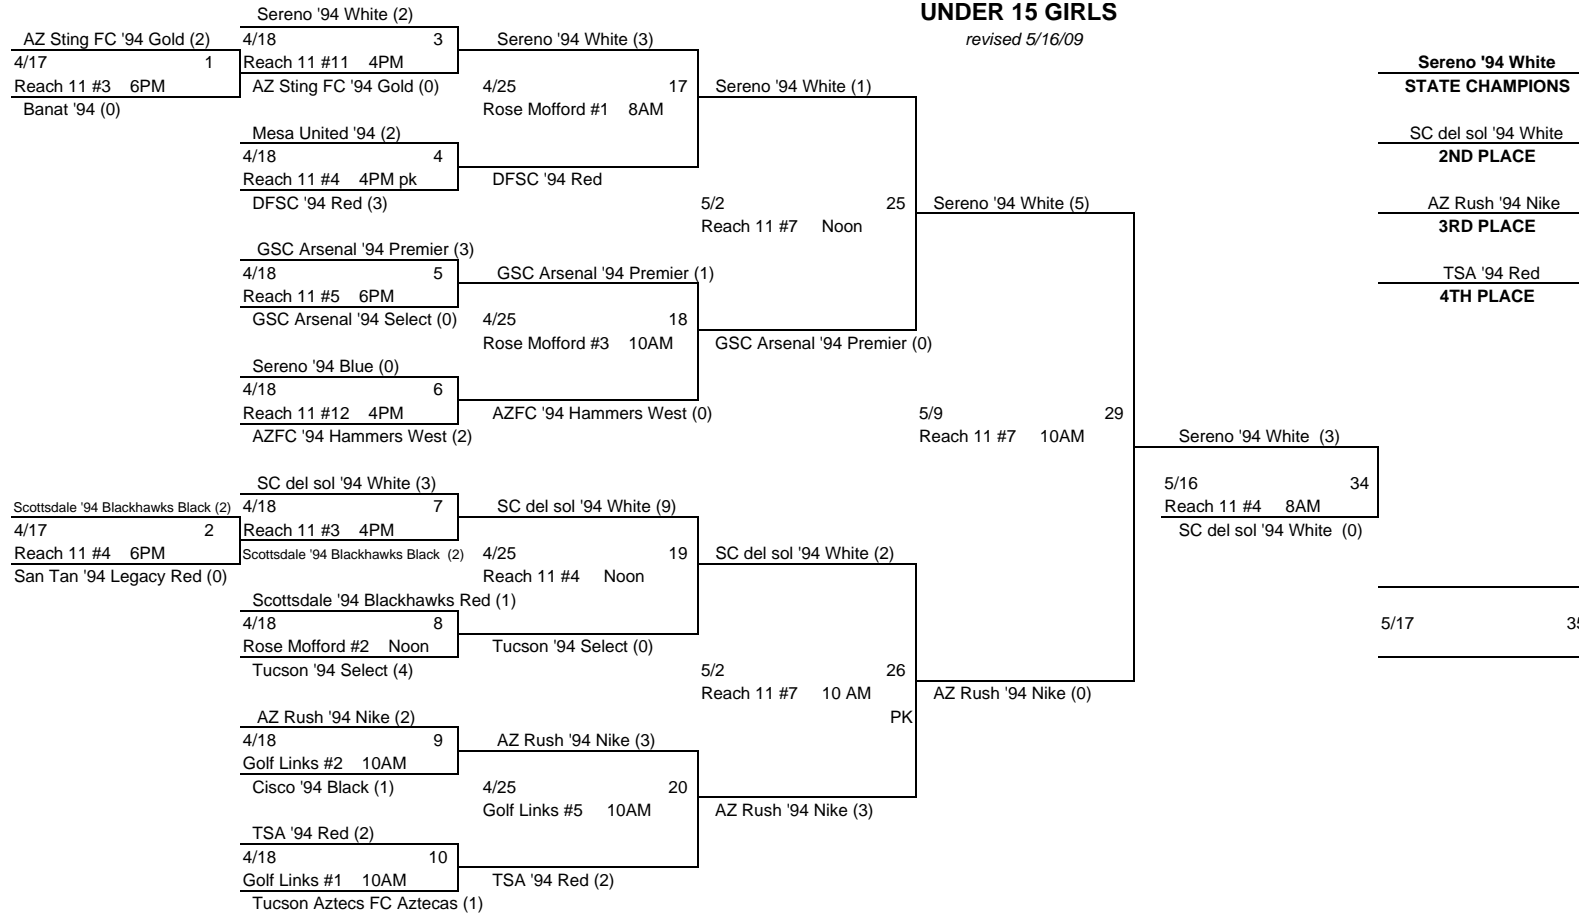 UNDER 15 GIRLS
revised 5/16/09
Sereno '94 White (2)
AZ Sting FC '94 Gold (2)
4/18 3
Sereno '94 White (3)
4/17 1
Reach 11 #11 4PM
Reach 11 #3 6PM
AZ Sting FC '94 Gold (0)
4/25 17
Sereno '94 White (1)
Banat '94 (0)
Rose Mofford #1 8AM
Mesa United '94 (2)
4/18 4
Reach 11 #4 4PM pk
DFSC '94 Red
DFSC '94 Red (3)
5/2 25
Sereno '94 White (5)
Reach 11 #7 Noon
GSC Arsenal '94 Premier (3)
4/18 5
GSC Arsenal '94 Premier (1)
Reach 11 #5 6PM
GSC Arsenal '94 Select (0)
4/25 18
Rose Mofford #3 10AM
GSC Arsenal '94 Premier (0)
Sereno '94 Blue (0)
4/18 6
Reach 11 #12 4PM
AZFC '94 Hammers West (0)
AZFC '94 Hammers West (2)
5/9 29
Reach 11 #7 10AM
Sereno '94 White (3)
SC del sol '94 White (3)
Scottsdale '94 Blackhawks Black (2)
4/18 7
SC del sol '94 White (9)
4/17 2
Reach 11 #3 4PM
Reach 11 #4 6PM
Scottsdale '94 Blackhawks Black (2)
4/25 19
SC del sol '94 White (2)
San Tan '94 Legacy Red (0)
Reach 11 #4 Noon
5/16 34
Reach 11 #4 8AM
SC del sol '94 White (0)
Scottsdale '94 Blackhawks Red (1)
4/18 8
Rose Mofford #2 Noon
Tucson '94 Select (0)
Tucson '94 Select (4)
5/2 26
Reach 11 #7 10 AM
AZ Rush '94 Nike (0)
PK
AZ Rush '94 Nike (2)
4/18 9
AZ Rush '94 Nike (3)
Golf Links #2 10AM
Cisco '94 Black (1)
4/25 20
Golf Links #5 10AM
AZ Rush '94 Nike (3)
TSA '94 Red (2)
4/18 10
Golf Links #1 10AM
TSA '94 Red (2)
Tucson Aztecs FC Aztecas (1)
Sereno '94 White
STATE CHAMPIONS
SC del sol '94 White
2ND PLACE
AZ Rush '94 Nike
3RD PLACE
TSA '94 Red
4TH PLACE
5/17 35